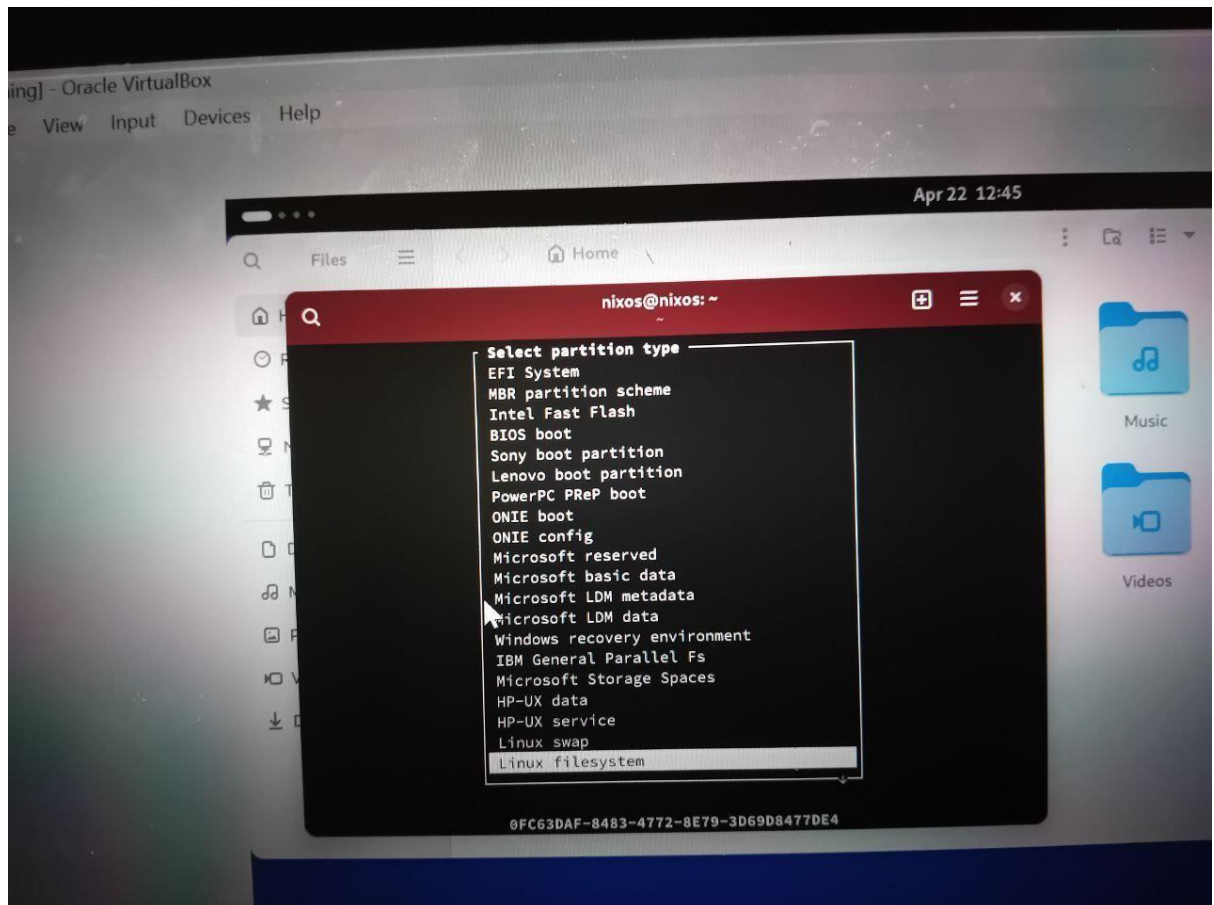 ing] - Oracle VirtualBox
View Input Devices Help
Apr 22 12:45
Files
Home
nixos@nixos: ~
~
Select partition type
EFI System
MBR partition scheme
Intel Fast Flash
BIOS boot
Sony boot partition
Lenovo boot partition
PowerPC PReP boot
ONIE boot
ONIE config
Microsoft reserved
Microsoft basic data
Microsoft LDM metadata
Microsoft LDM data
Windows recovery environment
IBM General Parallel Fs
Microsoft Storage Spaces
HP-UX data
HP-UX service
Linux swap
Linux filesystem
0FC63DAF-8483-4772-8E79-3D69D8477DE4
Music
Videos